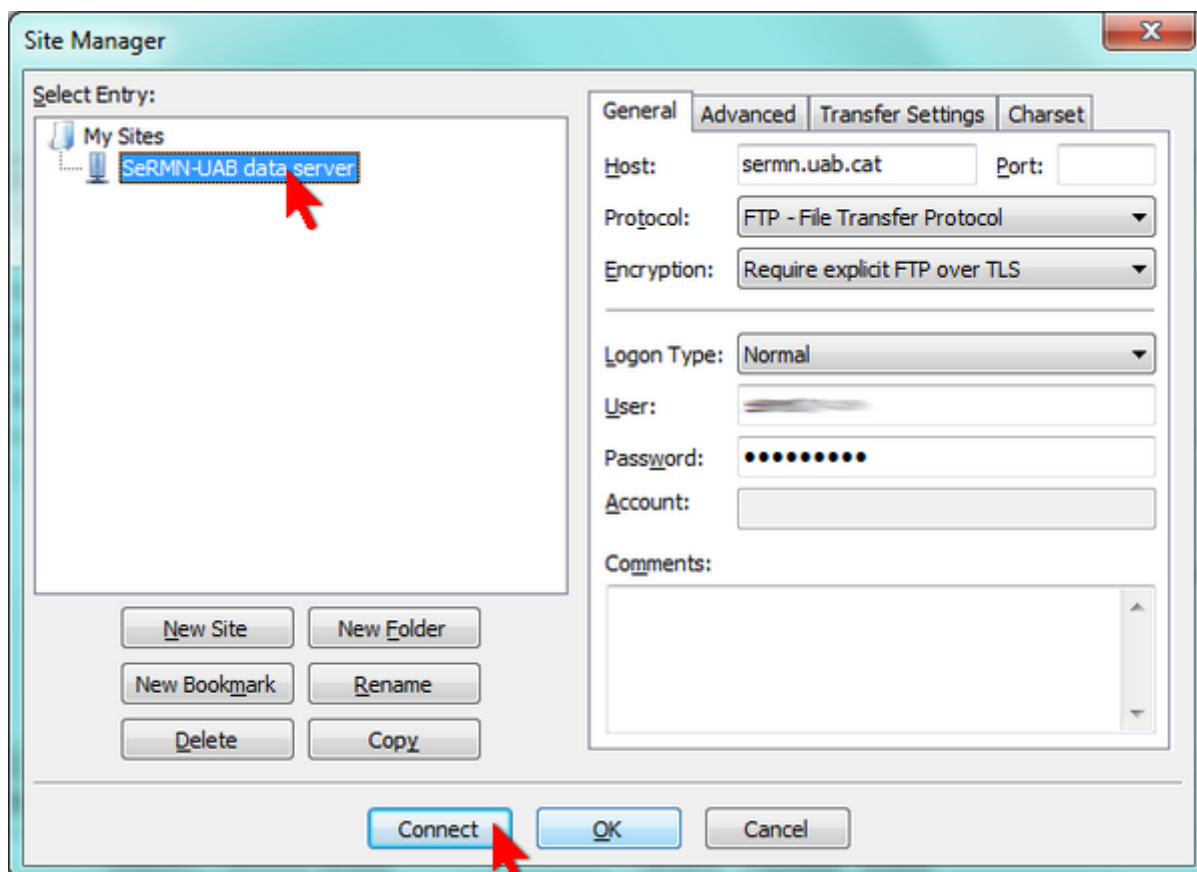 Site Manager
Select Entry:
My Sites
SeRMN-UAB data server
New Site New Folder
New Bookmark Rename
Delete Copy
General Advanced Transfer Settings Charset
Host: sermn.uab.cat Port:
Protocol: FTP - File Transfer Protocol
Encryption: Require explicit FTP over TLS
Logon Type: Normal
User:
Password: •••••••••
Account:
Comments:
Connect OK Cancel